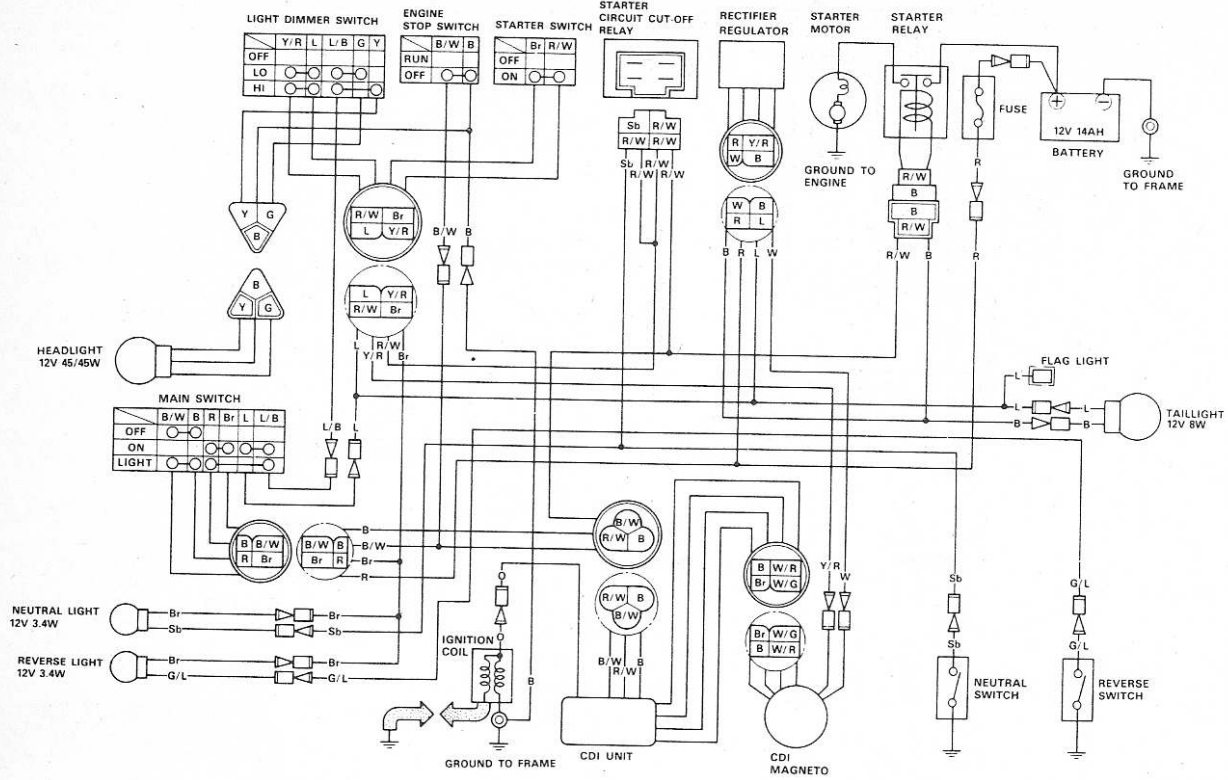 LIGHT DIMMER SWITCH
Y/R L L/B G Y
OFF
LO
HI
ENGINE
STOP SWITCH
B/W B
RUN
OFF
STARTER SWITCH
Br R/W
OFF
ON
STARTER
CIRCUIT CUT-OFF
RELAY
Sb R/W
R/W R/W
Sb R/W
R/W R/W
RECTIFIER
REGULATOR
R Y/R
W B
W B
R L
B R L W
STARTER
MOTOR
GROUND TO
ENGINE
STARTER
RELAY
R/W
B
B
R/W
R/W B
FUSE
R
R
12V 14AH
BATTERY
GROUND
TO FRAME
Y G
B
B
Y G
R/W Br
L Y/R
L Y/R
R/W Br
L R/W
Y/R Br
B/W B
HEADLIGHT
12V 45/45W
FLAG LIGHT
L
L L
B B
TAILLIGHT
12V 8W
MAIN SWITCH
B/W B R Br L L/B
OFF
ON
LIGHT
L/B L
B B/W
R Br
B/W B
Br R
B
B/W
Br
R
B/W
R/W B
R/W B
B/W
B/W B
R/W
B W/R
Br W/G
Br W/G
B W/R
Y/R W
NEUTRAL LIGHT
12V 3.4W
Br Br
Sb Sb
REVERSE LIGHT
12V 3.4W
Br Br
G/L G/L
O
O
IGNITION
COIL
B
GROUND TO FRAME
CDI UNIT
CDI
MAGNETO
Sb
Sb
NEUTRAL
SWITCH
G/L
G/L
REVERSE
SWITCH